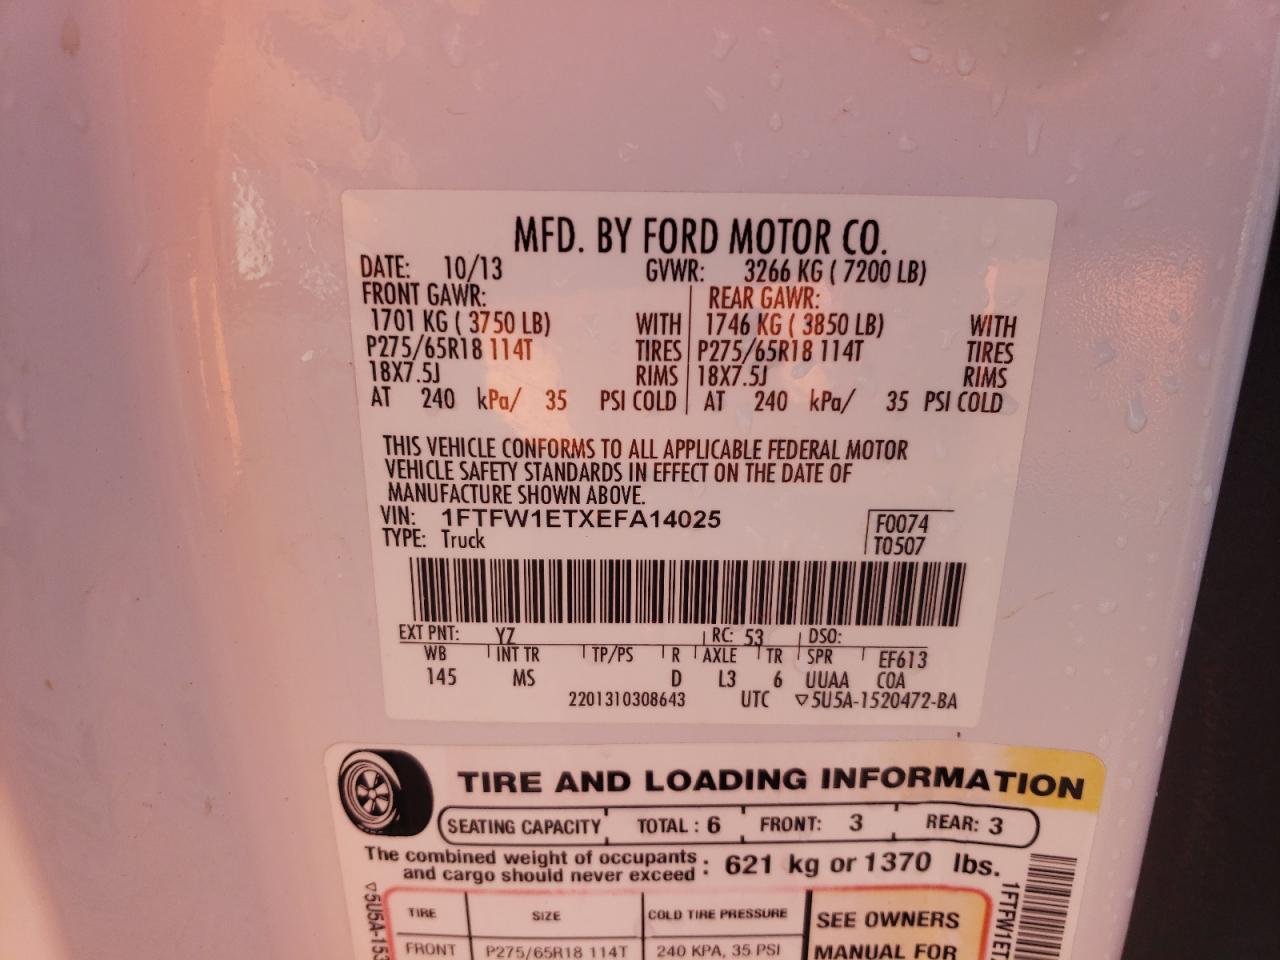 MFD. BY FORD MOTOR CO.
DATE: 10/13 GVWR: 3266 KG ( 7200 LB)
FRONT GAWR: REAR GAWR:
1701 KG ( 3750 LB) WITH 1746 KG ( 3850 LB) WITH
P275/65R18 114T TIRES P275/65R18 114T TIRES
18X7.5J RIMS 18X7.5J RIMS
AT 240 kPa/ 35 PSI COLD AT 240 kPa/ 35 PSI COLD
THIS VEHICLE CONFORMS TO ALL APPLICABLE FEDERAL MOTOR
VEHICLE SAFETY STANDARDS IN EFFECT ON THE DATE OF
MANUFACTURE SHOWN ABOVE.
VIN: 1FTFW1ETXEFA14025 F0074
TYPE: Truck T0507
EXT PNT: YZ RC: 53 DSO:
WB INT TR TP/PS R AXLE TR SPR EF613
145 MS D L3 6 UUAA COA
2201310308643 UTC ▽5U5A-1520472-BA
TIRE AND LOADING INFORMATION
SEATING CAPACITY TOTAL : 6 FRONT: 3 REAR: 3
The combined weight of occupants
and cargo should never exceed : 621 kg or 1370 lbs.
TIRE SIZE COLD TIRE PRESSURE SEE OWNERS
FRONT P275/65R18 114T 240 KPA, 35 PSI MANUAL FOR
▽5U5A-153
1FTFW1ET